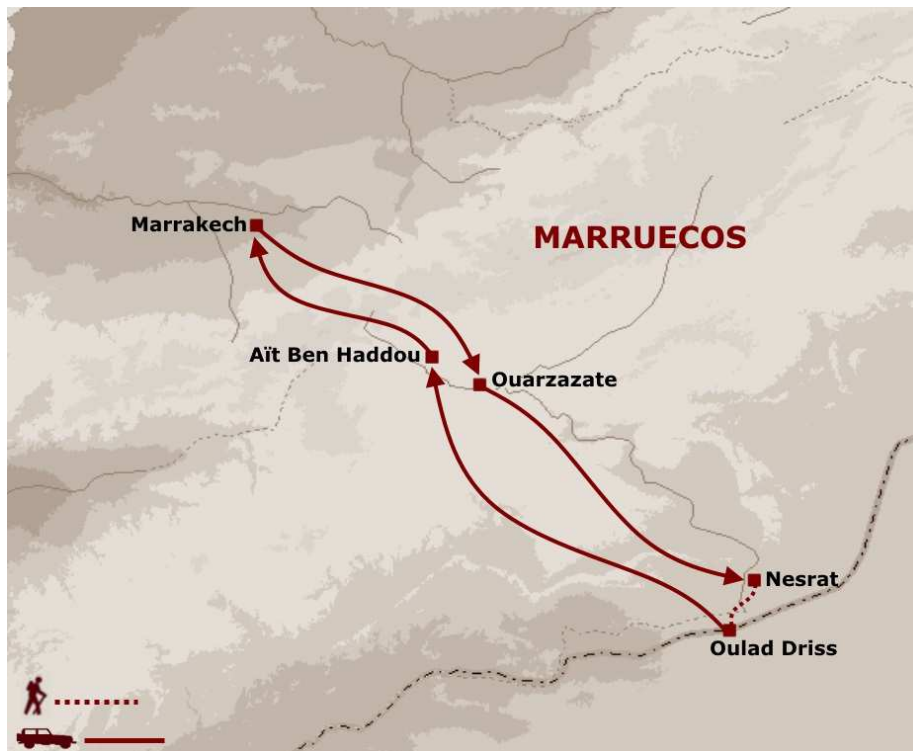 Marrakech
MARRUECOS
Aït Ben Haddou
Ouarzazate
Nesrat
Oulad Driss